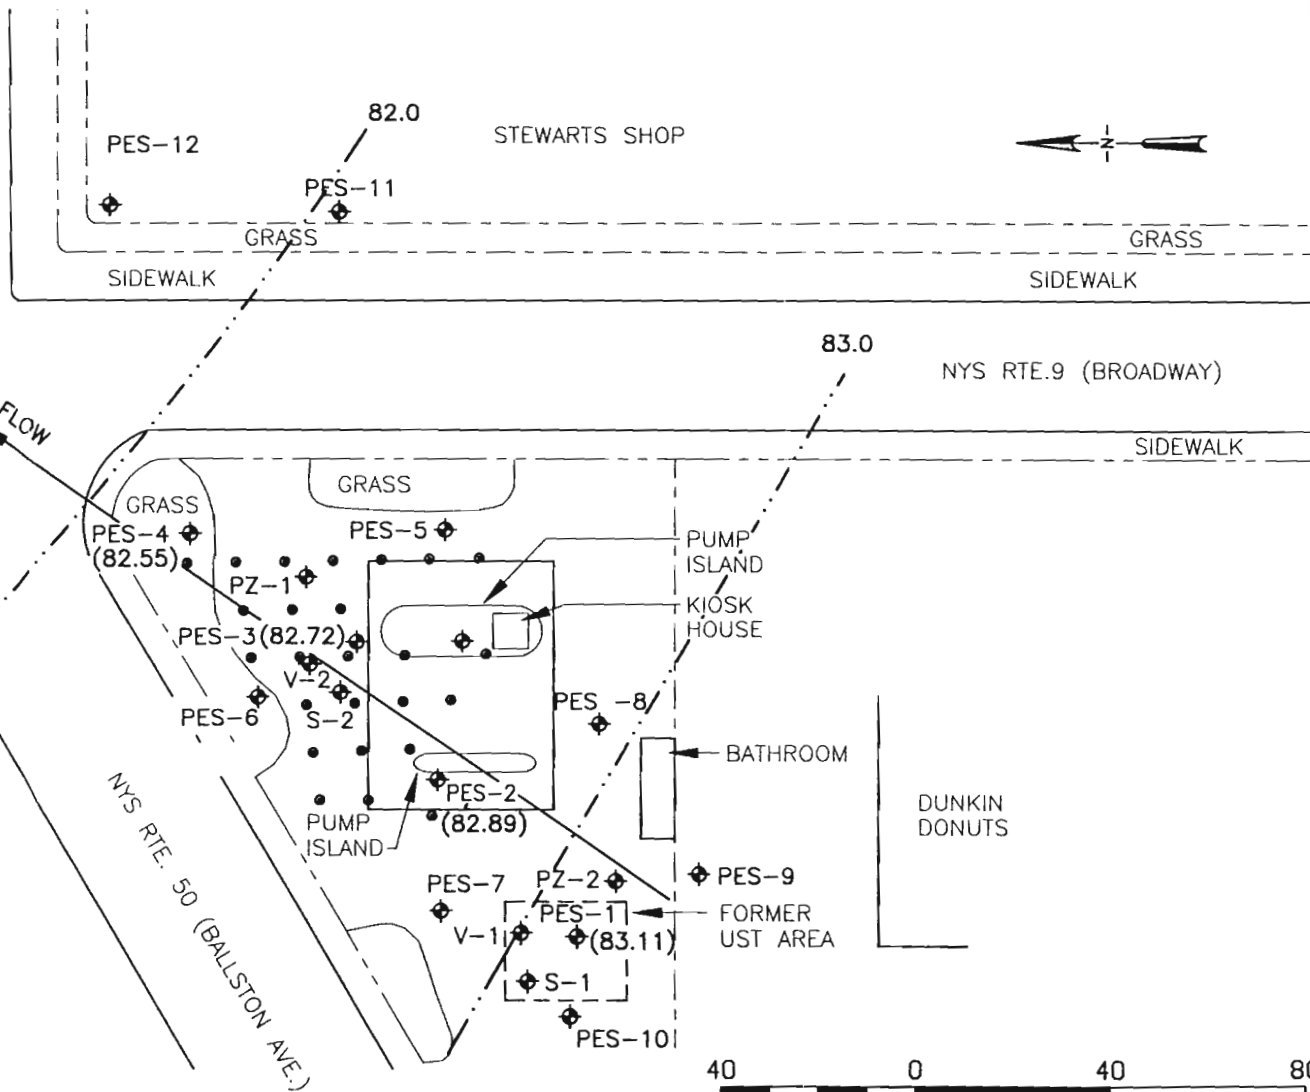 82.0
STEWARTS SHOP
PES-12
N
PES-11
GRASS
GRASS
SIDEWALK
SIDEWALK
83.0
NYS RTE.9 (BROADWAY)
FLOW
SIDEWALK
GRASS
GRASS
PES-4
(82.55)
PES-5
PUMP
ISLAND
PZ-1
KIOSK
HOUSE
PES-3(82.72)
V-2
PES-6
S-2
PES -8
BATHROOM
PES-2
(82.89)
PUMP
ISLAND
DUNKIN
DONUTS
NYS RTE. 50 (BALLSTON AVE.)
PES-7
PZ-2
PES-9
PES-1
(83.11)
FORMER
UST AREA
V-1
S-1
PES-10
40
0
40
80